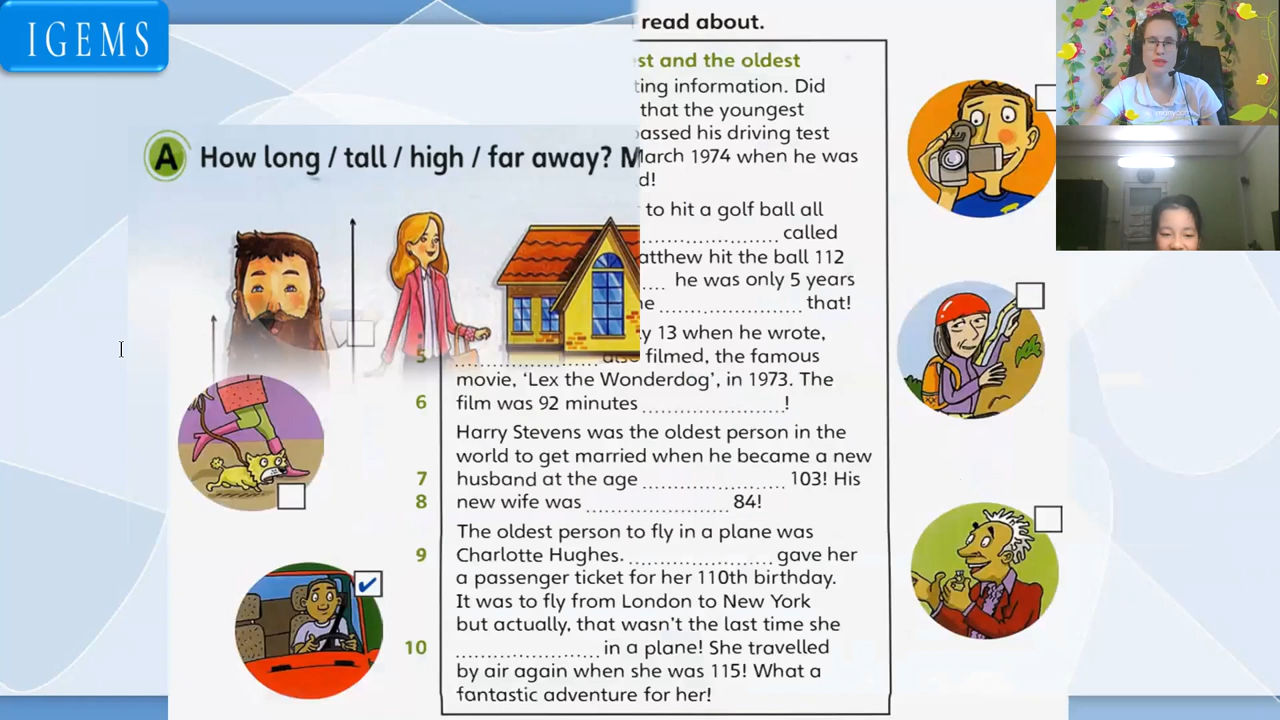 IGEMS
read about.
A How long / tall / high / far away?
st and the oldest
ting information. Did
that the youngest
passed his driving test
March 1974 when he was
d!
to hit a golf ball all
called
atthew hit the ball 112
he was only 5 years
that!
y 13 when he wrote,
5 also filmed, the famous
movie, ‘Lex the Wonderdog’, in 1973. The
6 film was 92 minutes ...................... !
Harry Stevens was the oldest person in the
world to get married when he became a new
7 husband at the age ...................... 103! His
8 new wife was ...................... 84!
The oldest person to fly in a plane was
9 Charlotte Hughes. ...................... gave her
a passenger ticket for her 110th birthday.
It was to fly from London to New York
but actually, that wasn’t the last time she
10 ...................... in a plane! She travelled
by air again when she was 115! What a
fantastic adventure for her!